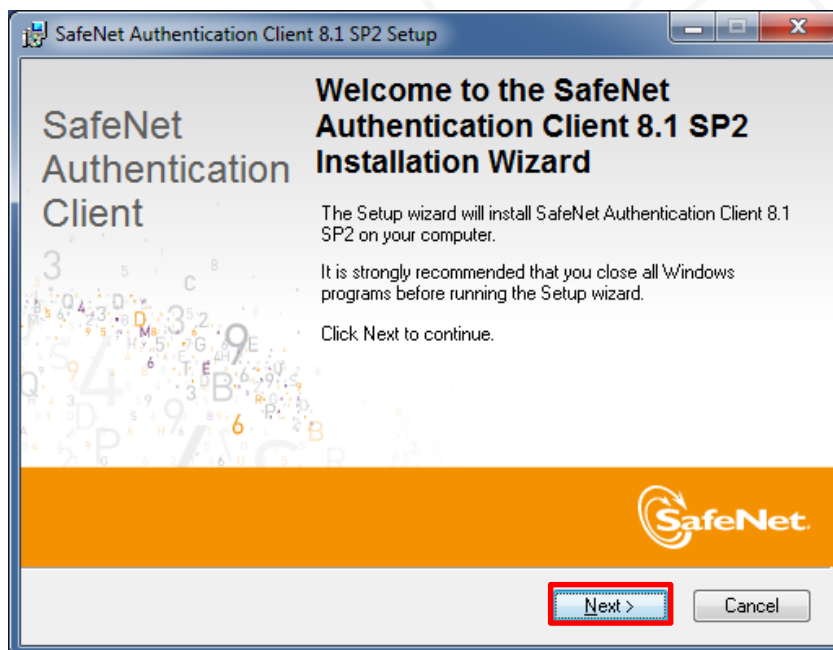 SafeNet Authentication Client 8.1 SP2 Setup
SafeNet
Authentication
Client
Welcome to the SafeNet
Authentication Client 8.1 SP2
Installation Wizard
The Setup wizard will install SafeNet Authentication Client 8.1
SP2 on your computer.
It is strongly recommended that you close all Windows
programs before running the Setup wizard.
Click Next to continue.
SafeNet.
Next >
Cancel